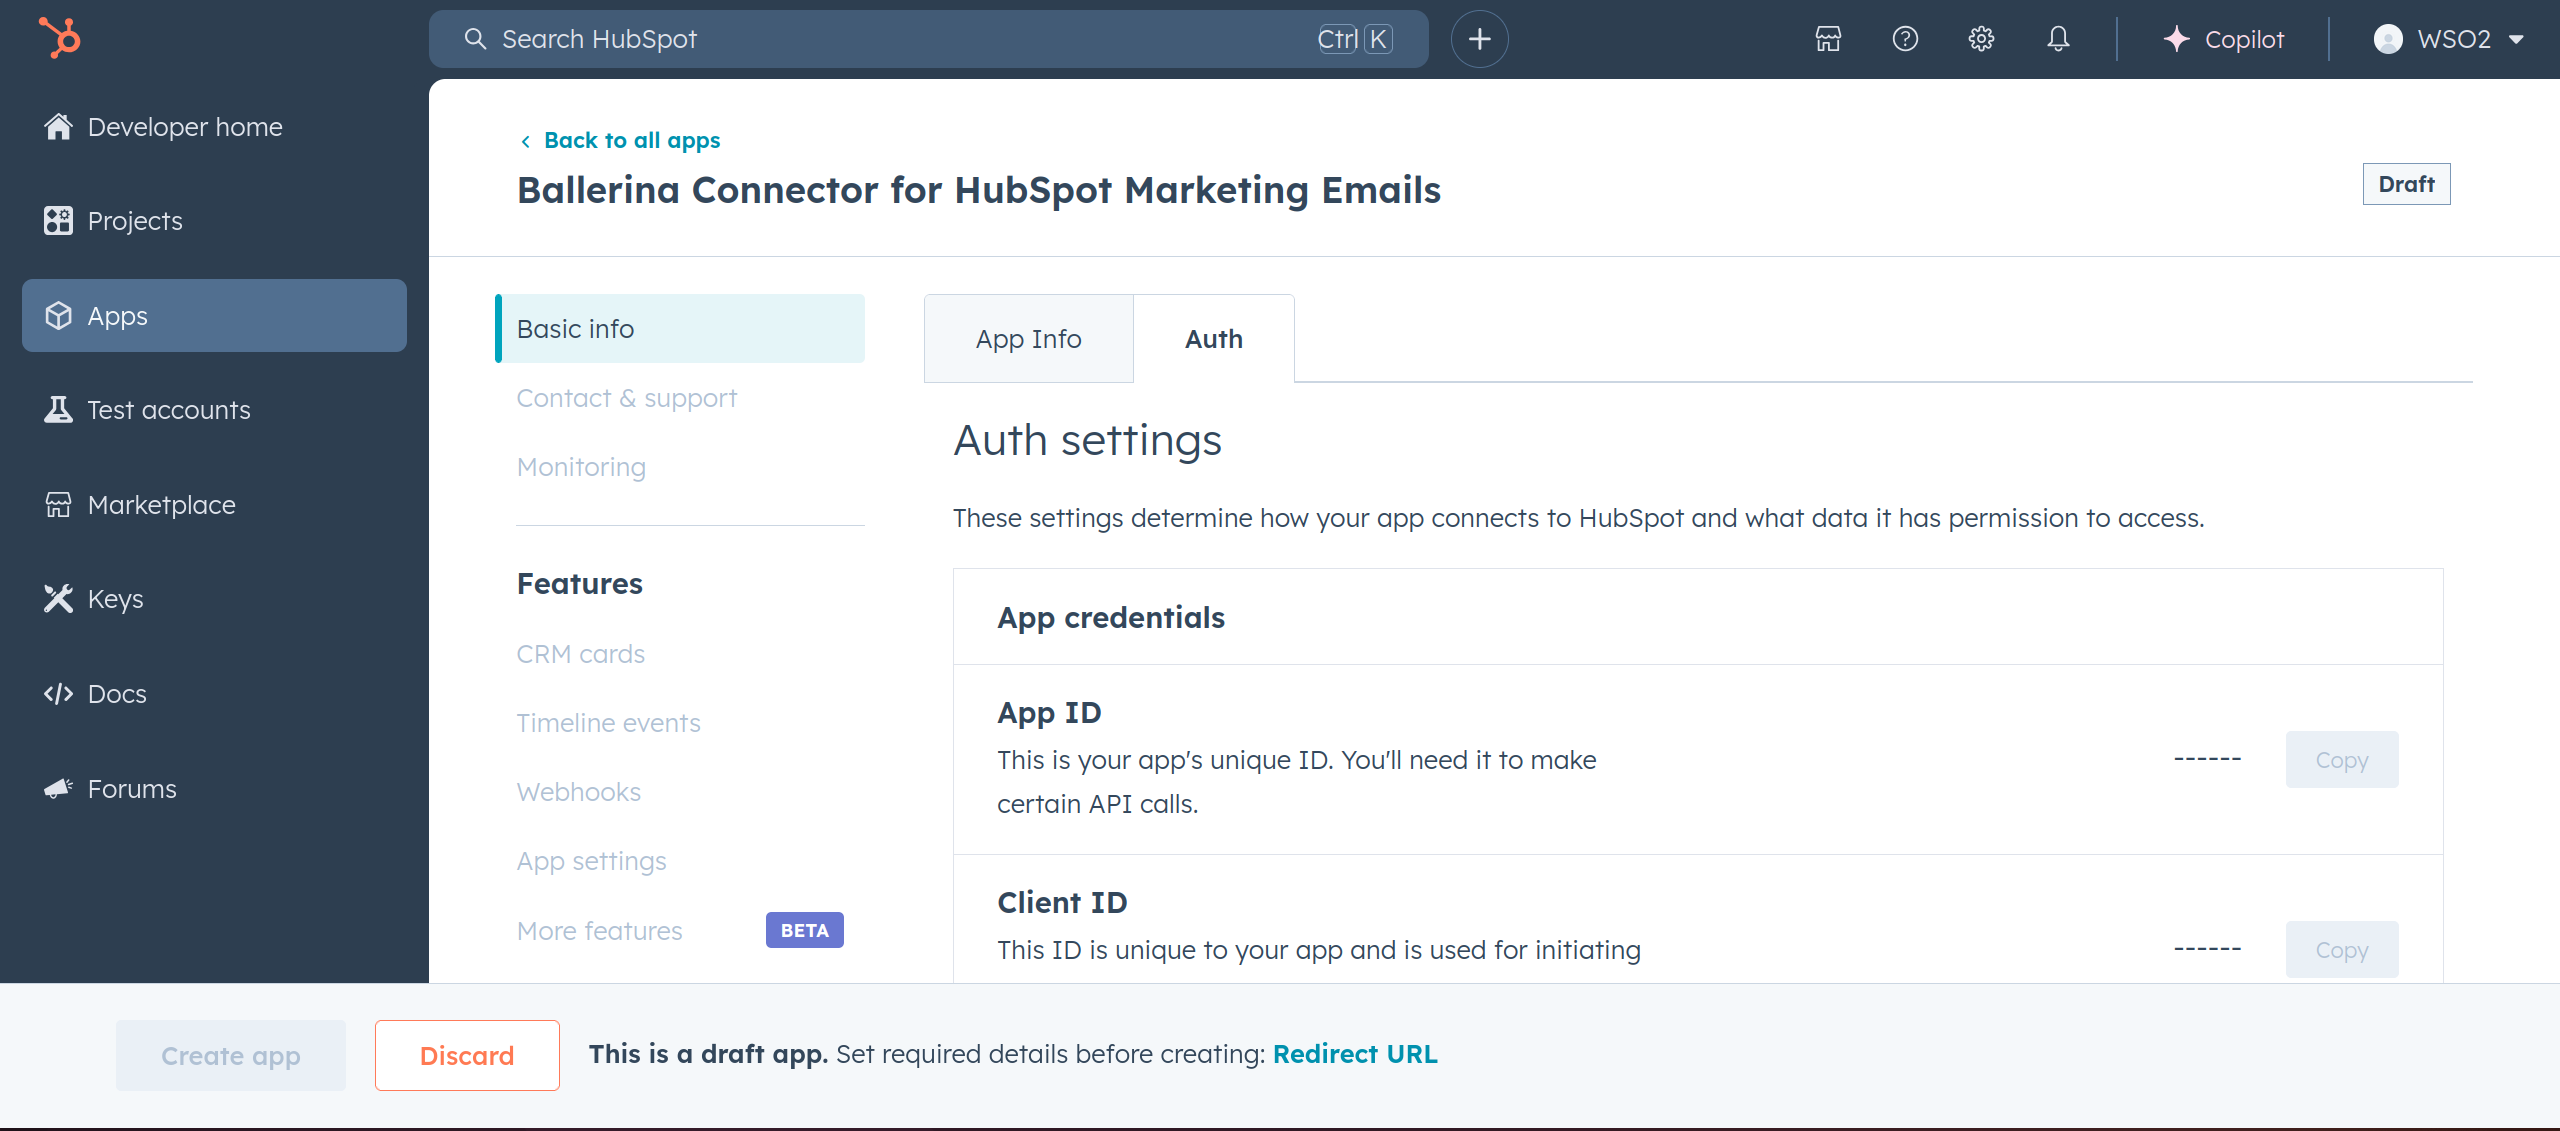 Search HubSpot
Ctrl K
Copilot
WSO2
Developer home
Projects
Apps
Test accounts
Marketplace
Keys
Docs
Forums
Back to all apps
Ballerina Connector for HubSpot Marketing Emails
Draft
Basic info
Contact & support
Monitoring
Features
CRM cards
Timeline events
Webhooks
App settings
More features
BETA
App Info
Auth
Auth settings
These settings determine how your app connects to HubSpot and what data it has permission to access.
App credentials
App ID
This is your app's unique ID. You'll need it to make
certain API calls.
------
Copy
Client ID
This ID is unique to your app and is used for initiating
------
Copy
Create app
Discard
This is a draft app. Set required details before creating: Redirect URL